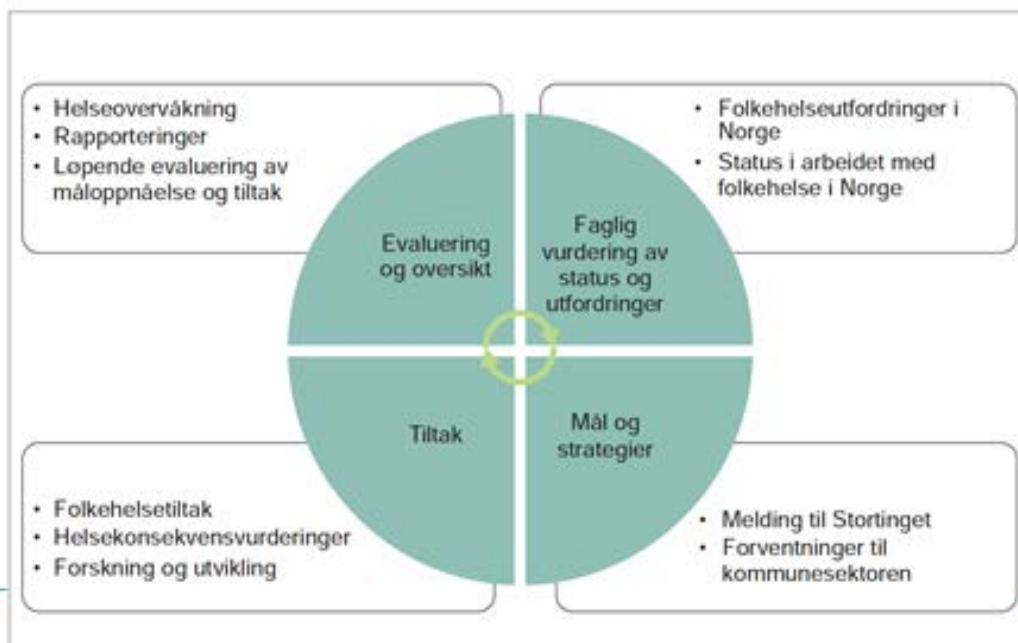 • Helseovervåkning
• Rapporteringer
• Løpende evaluering av
måloppnåelse og tiltak
• Folkehelseutfordringer i
Norge
• Status i arbeidet med
folkehelse i Norge
Evaluering
og oversikt
Faglig
vurdering av
status og
utfordringer
Tiltak
Mål og
strategier
• Folkehelsetiltak
• Helsekonsekvensvurderinger
• Forskning og utvikling
• Melding til Stortinget
• Forventninger til
kommunesektoren